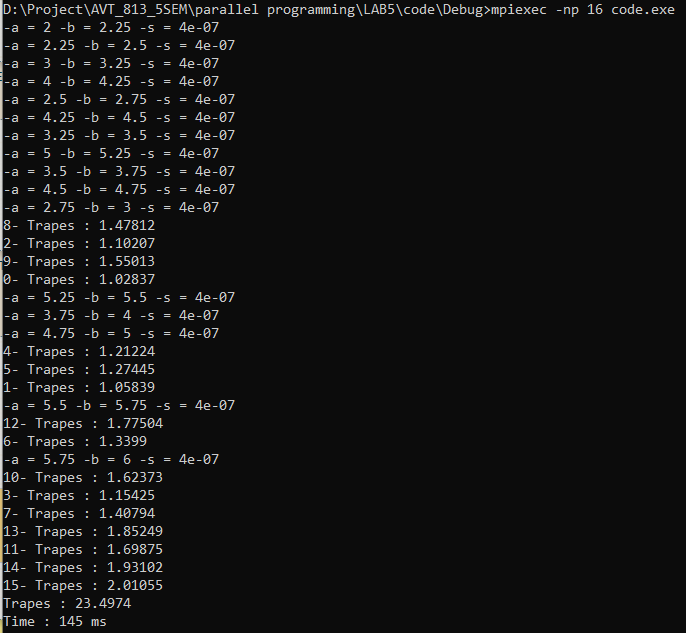 D:\Project\AVT_813_5SEM\parallel programming\LAB5\code\Debug>mpiexec -np 16 code.exe
-a = 2 -b = 2.25 -s = 4e-07
-a = 2.25 -b = 2.5 -s = 4e-07
-a = 3 -b = 3.25 -s = 4e-07
-a = 4 -b = 4.25 -s = 4e-07
-a = 2.5 -b = 2.75 -s = 4e-07
-a = 4.25 -b = 4.5 -s = 4e-07
-a = 3.25 -b = 3.5 -s = 4e-07
-a = 5 -b = 5.25 -s = 4e-07
-a = 3.5 -b = 3.75 -s = 4e-07
-a = 4.5 -b = 4.75 -s = 4e-07
-a = 2.75 -b = 3 -s = 4e-07
8- Trapes : 1.47812
2- Trapes : 1.10207
9- Trapes : 1.55013
0- Trapes : 1.02837
-a = 5.25 -b = 5.5 -s = 4e-07
-a = 3.75 -b = 4 -s = 4e-07
-a = 4.75 -b = 5 -s = 4e-07
4- Trapes : 1.21224
5- Trapes : 1.27445
1- Trapes : 1.05839
-a = 5.5 -b = 5.75 -s = 4e-07
12- Trapes : 1.77504
6- Trapes : 1.3399
-a = 5.75 -b = 6 -s = 4e-07
10- Trapes : 1.62373
3- Trapes : 1.15425
7- Trapes : 1.40794
13- Trapes : 1.85249
11- Trapes : 1.69875
14- Trapes : 1.93102
15- Trapes : 2.01055
Trapes : 23.4974
Time : 145 ms